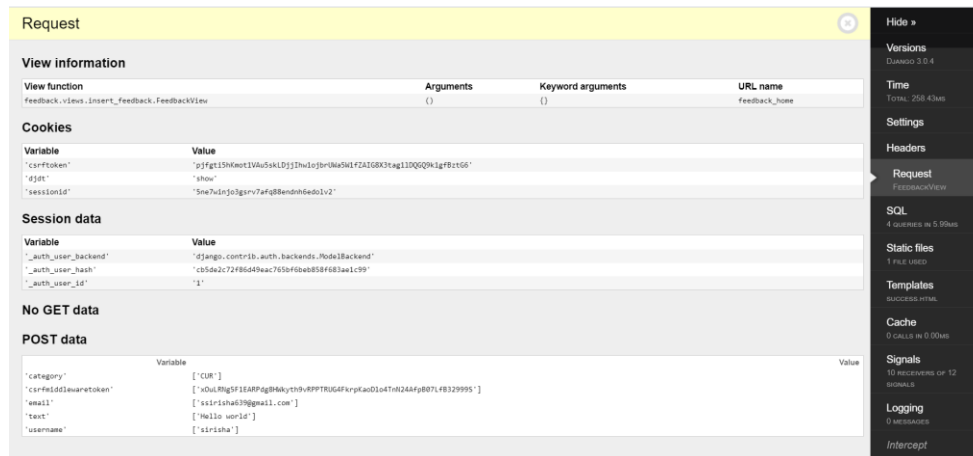 Request
View information
View function Arguments Keyword arguments URL name
feedback.views.insert_feedback.FeedbackView () {} feedback_home
Cookies
Variable Value
'csrftoken'
'djdt' 'show'
'sessionid' '5ne7winjo3gsrv7afq88endnh6edolv2'
Session data
Variable Value
'_auth_user_backend' 'django.contrib.auth.backends.ModelBackend'
'_auth_user_hash' 'cb5de2c72f86d49eac765bf6beb858f683ae1c99'
'_auth_user_id' '1'
No GET data
POST data
Variable Value
'category' ['CUR']
'csrfmiddlewaretoken'
'email' ['ssirisha639@gmail.com']
'text' ['Hello world']
'username' ['sirisha']
Hide »
Versions
DJANGO 3.0.4
Time
TOTAL: 258.43MS
Settings
Headers
Request
FEEDBACKVIEW
SQL
4 QUERIES IN 5.99MS
Static files
1 FILE USED
Templates
SUCCESS.HTML
Cache
0 CALLS IN 0.00MS
Signals
10 RECEIVERS OF 12
SIGNALS
Logging
0 MESSAGES
Intercept